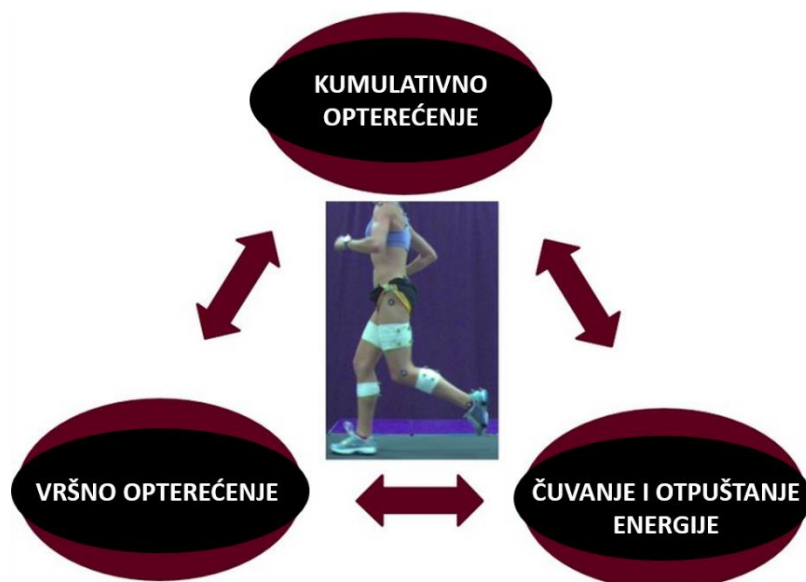 KUMULATIVNO
OPTEREĆENJE
VRŠNO OPTEREĆENJE
ČUVANJE I OTPUŠTANJE
ENERGIJE